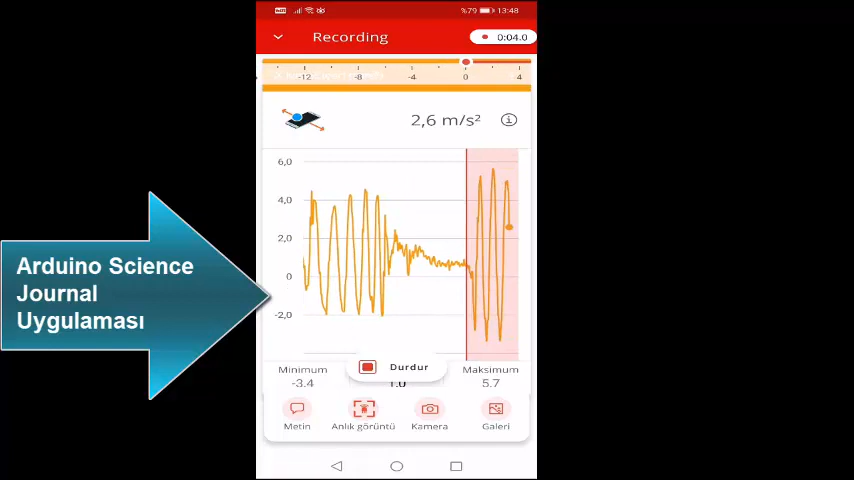 %79 13:48
Recording
0:04.0
-12 -8 -4 0 4
2,6 m/s²
6,0
4,0
2,0
0
-2,0
Arduino Science
Journal
Uygulaması
Durdur
Minimum
-3.4
1.0
Maksimum
5.7
Metin
Anlık görüntü
Kamera
Galeri